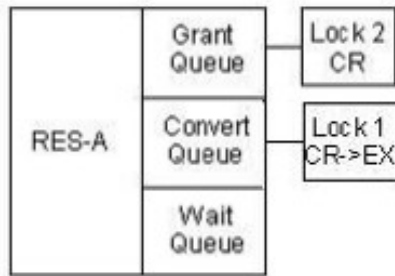 RES-A
Grant
Queue
Lock 2
CR
Convert
Queue
Lock 1
CR->EX
Wait
Queue